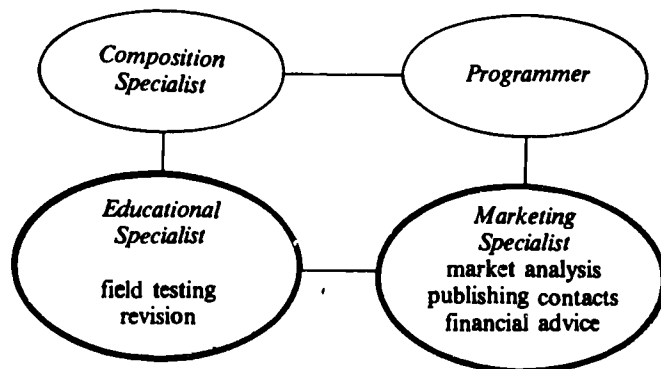 Composition
Specialist
Programmer
Educational
Specialist
field testing
revision
Marketing
Specialist
market analysis
publishing contacts
financial advice